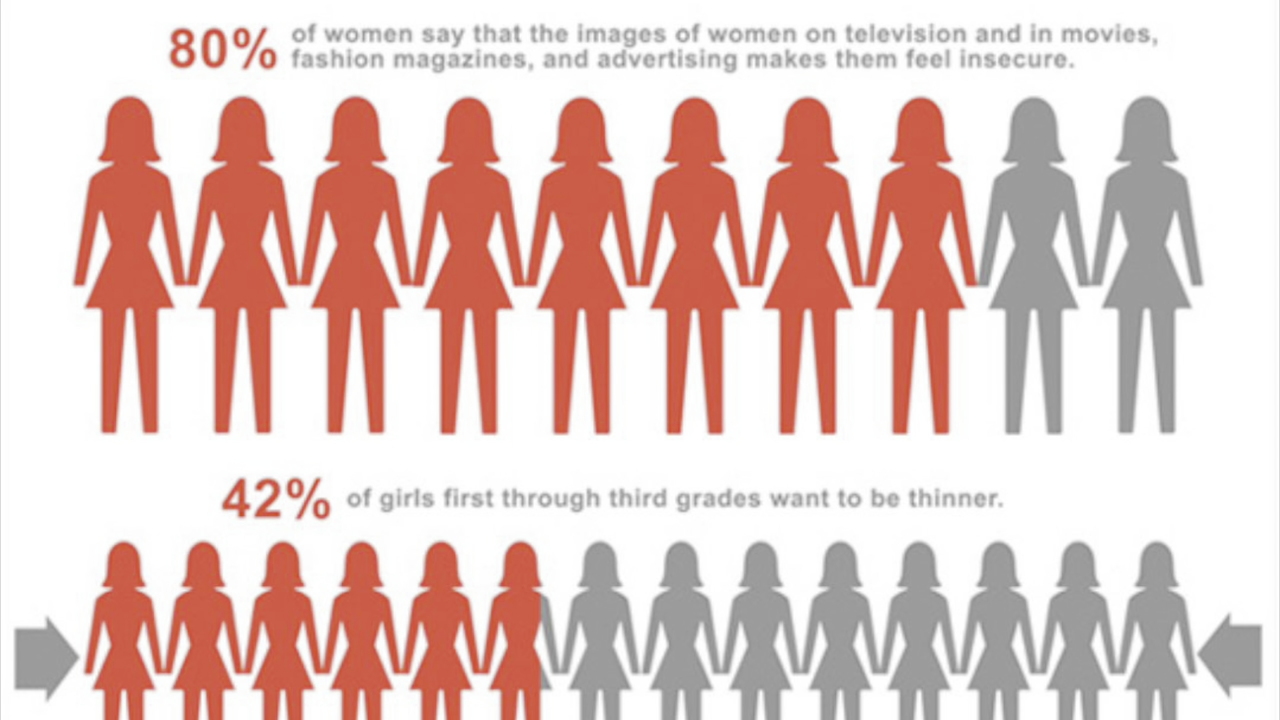 80% of women say that the images of women on television and in movies,
fashion magazines, and advertising makes them feel insecure.
42% of girls first through third grades want to be thinner.